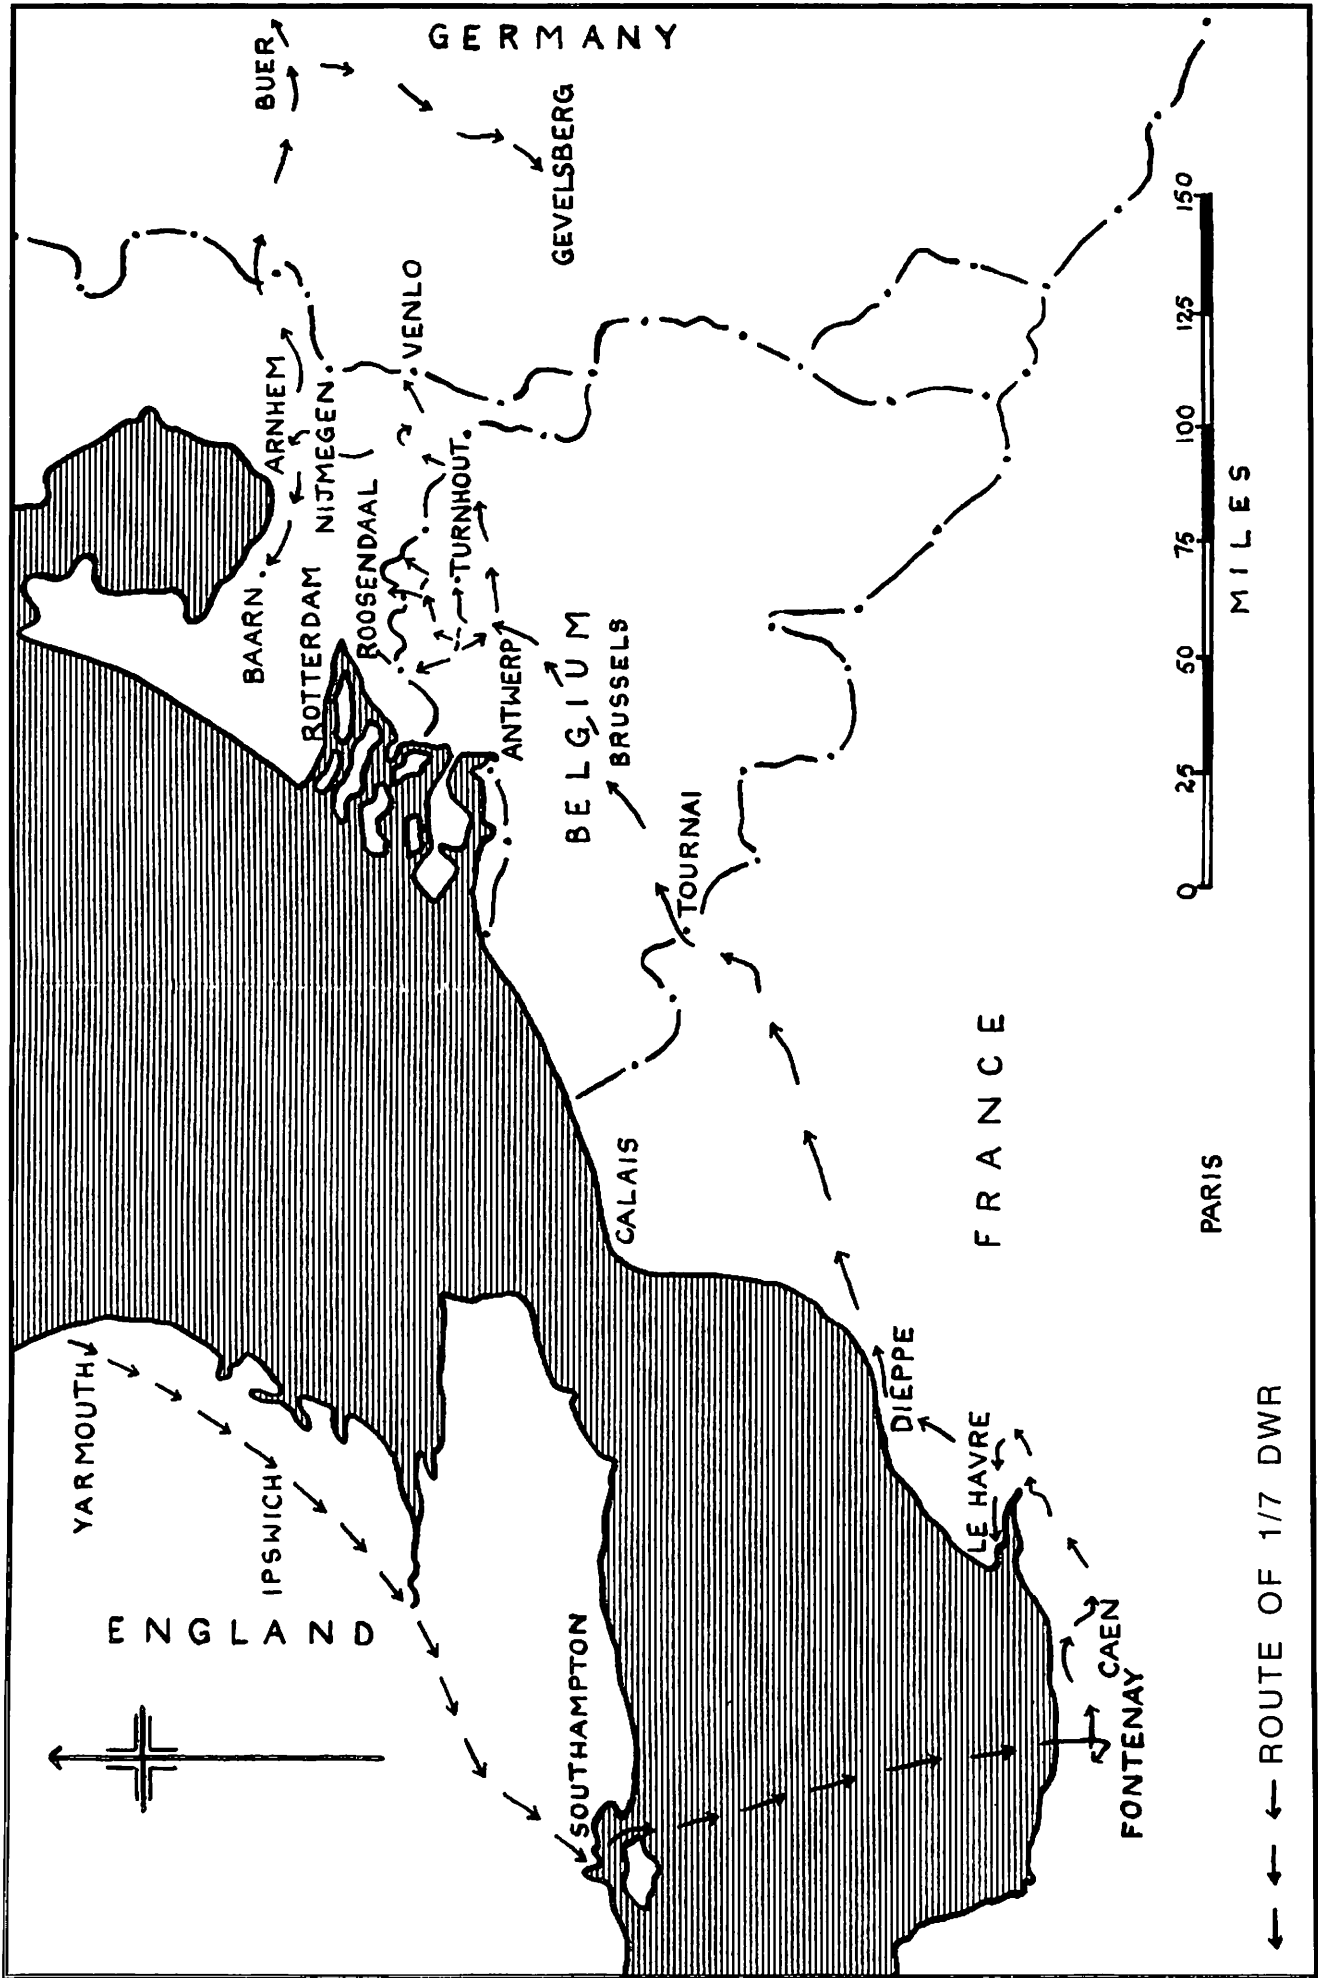 GERMANY
BUER
GEVELSBERG
VENLO
ARNHEM
NIJMEGEN
ROOSENDAAL
TURNHOUT
BAARN
ROTTERDAM
ANTWERP
BELGIUM
BRUSSELS
TOURNAI
CALAIS
FRANCE
PARIS
DIEPPE
LE HAVRE
CAEN
FONTENAY
YARMOUTH
IPSWICH
ENGLAND
SOUTHAMPTON
0 25 50 75 100 125 150
MILES
ROUTE OF 1/7 DWR